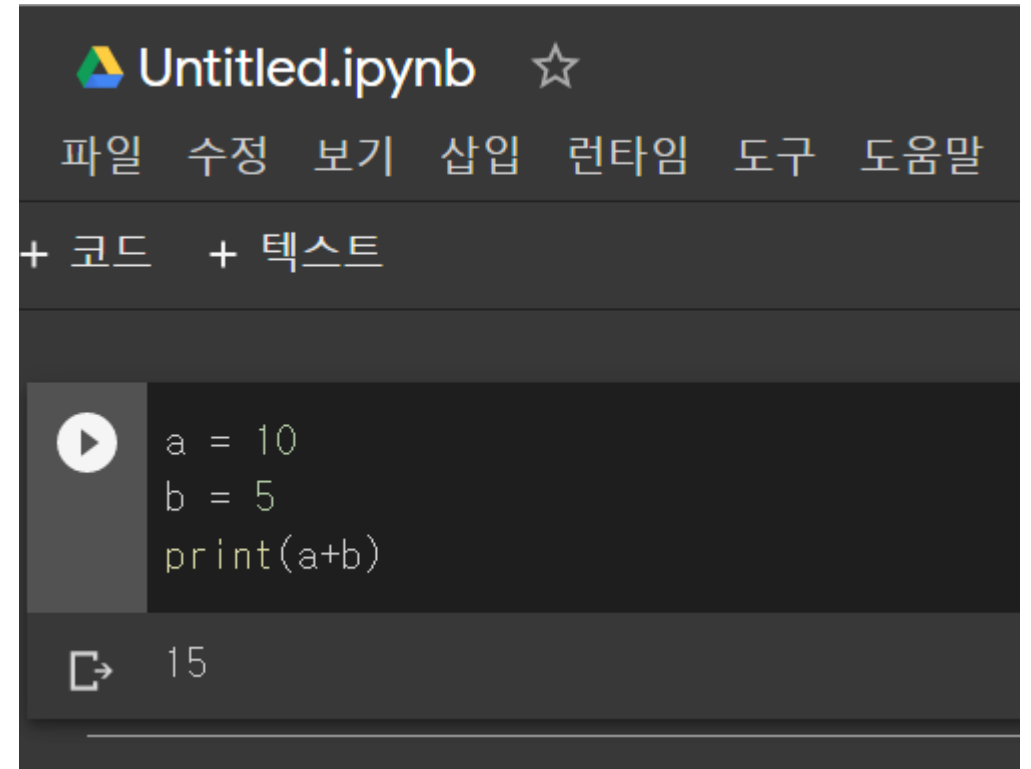 Untitled.ipynb
파일 수정 보기 삽입 런타임 도구 도움말
+ 코드 + 텍스트
a = 10
b = 5
print(a+b)
15